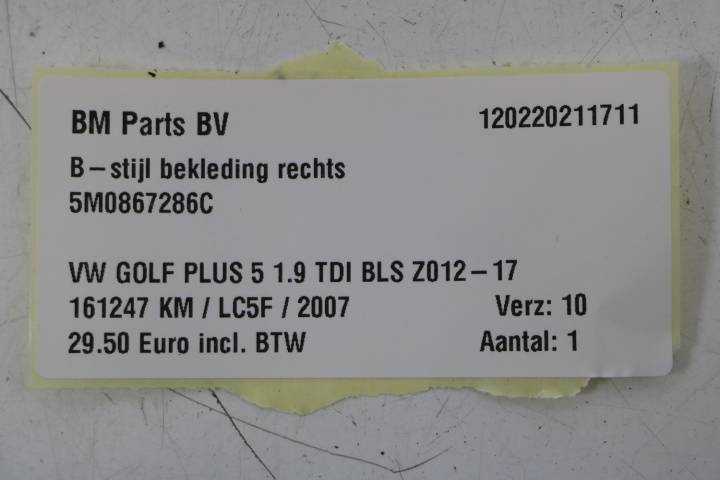 BM Parts BV 120220211711
B-stijl bekleding rechts
5M0867286C
VW GOLF PLUS 5 1.9 TDI BLS Z012-17
161247 KM / LC5F / 2007 Verz: 10
29.50 Euro incl. BTW Aantal: 1